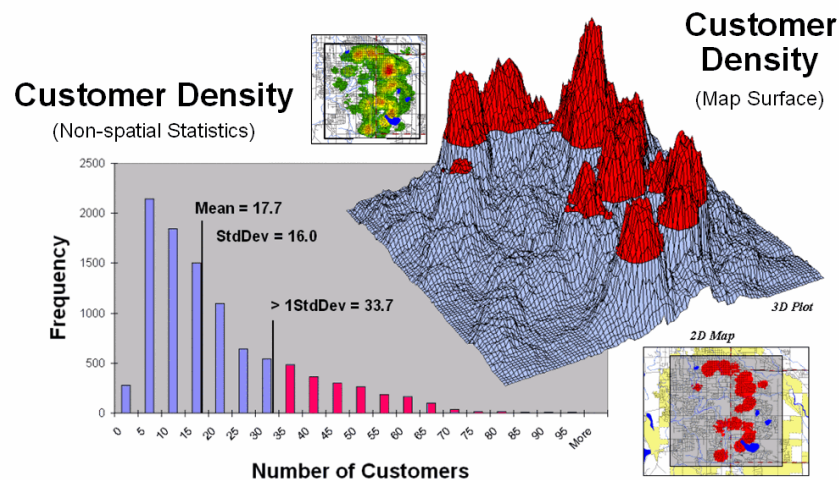 Customer Density
(Non-spatial Statistics)
Customer
Density
(Map Surface)
2500
2000
1500
1000
500
0
Frequency
Mean = 17.7
StdDev = 16.0
> 1StdDev = 33.7
0
5
10
15
20
25
30
35
40
45
50
55
60
65
70
75
80
85
90
95
More
Number of Customers
3D Plot
2D Map